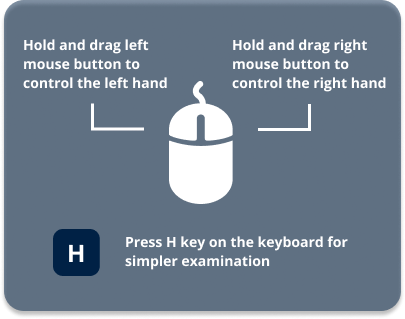 Hold and drag left
mouse button to
control the left hand
Hold and drag right
mouse button to
control the right hand
H
Press H key on the keyboard for
simpler examination